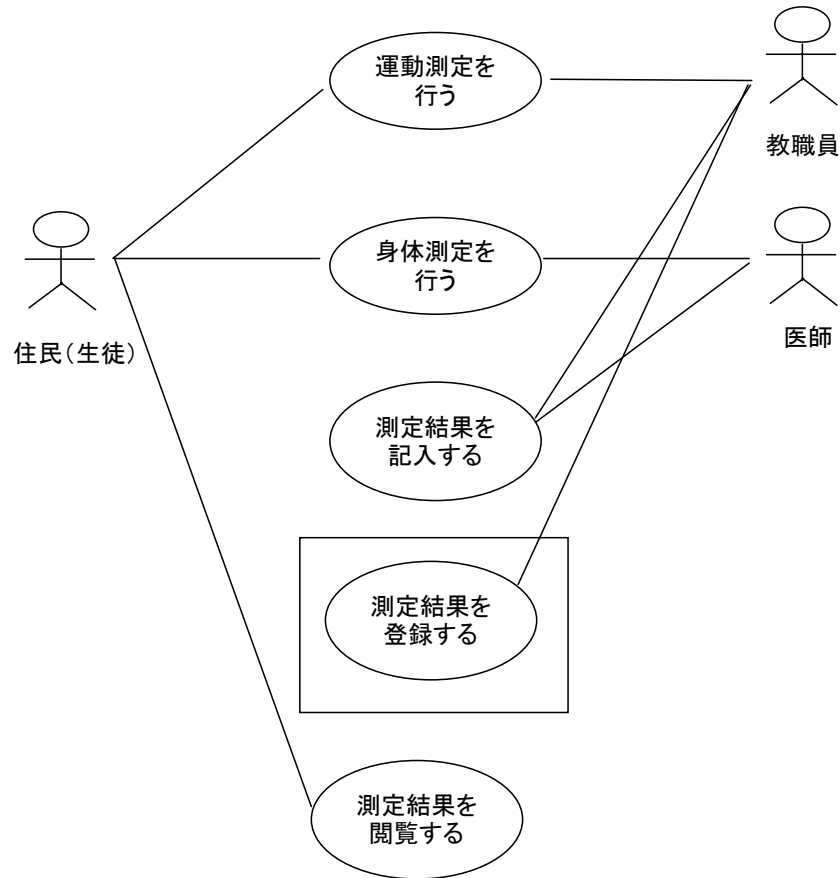 運動測定を
行う
教職員
身体測定を
行う
医師
住民(生徒)
測定結果を
記入する
測定結果を
登録する
測定結果を
閲覧する